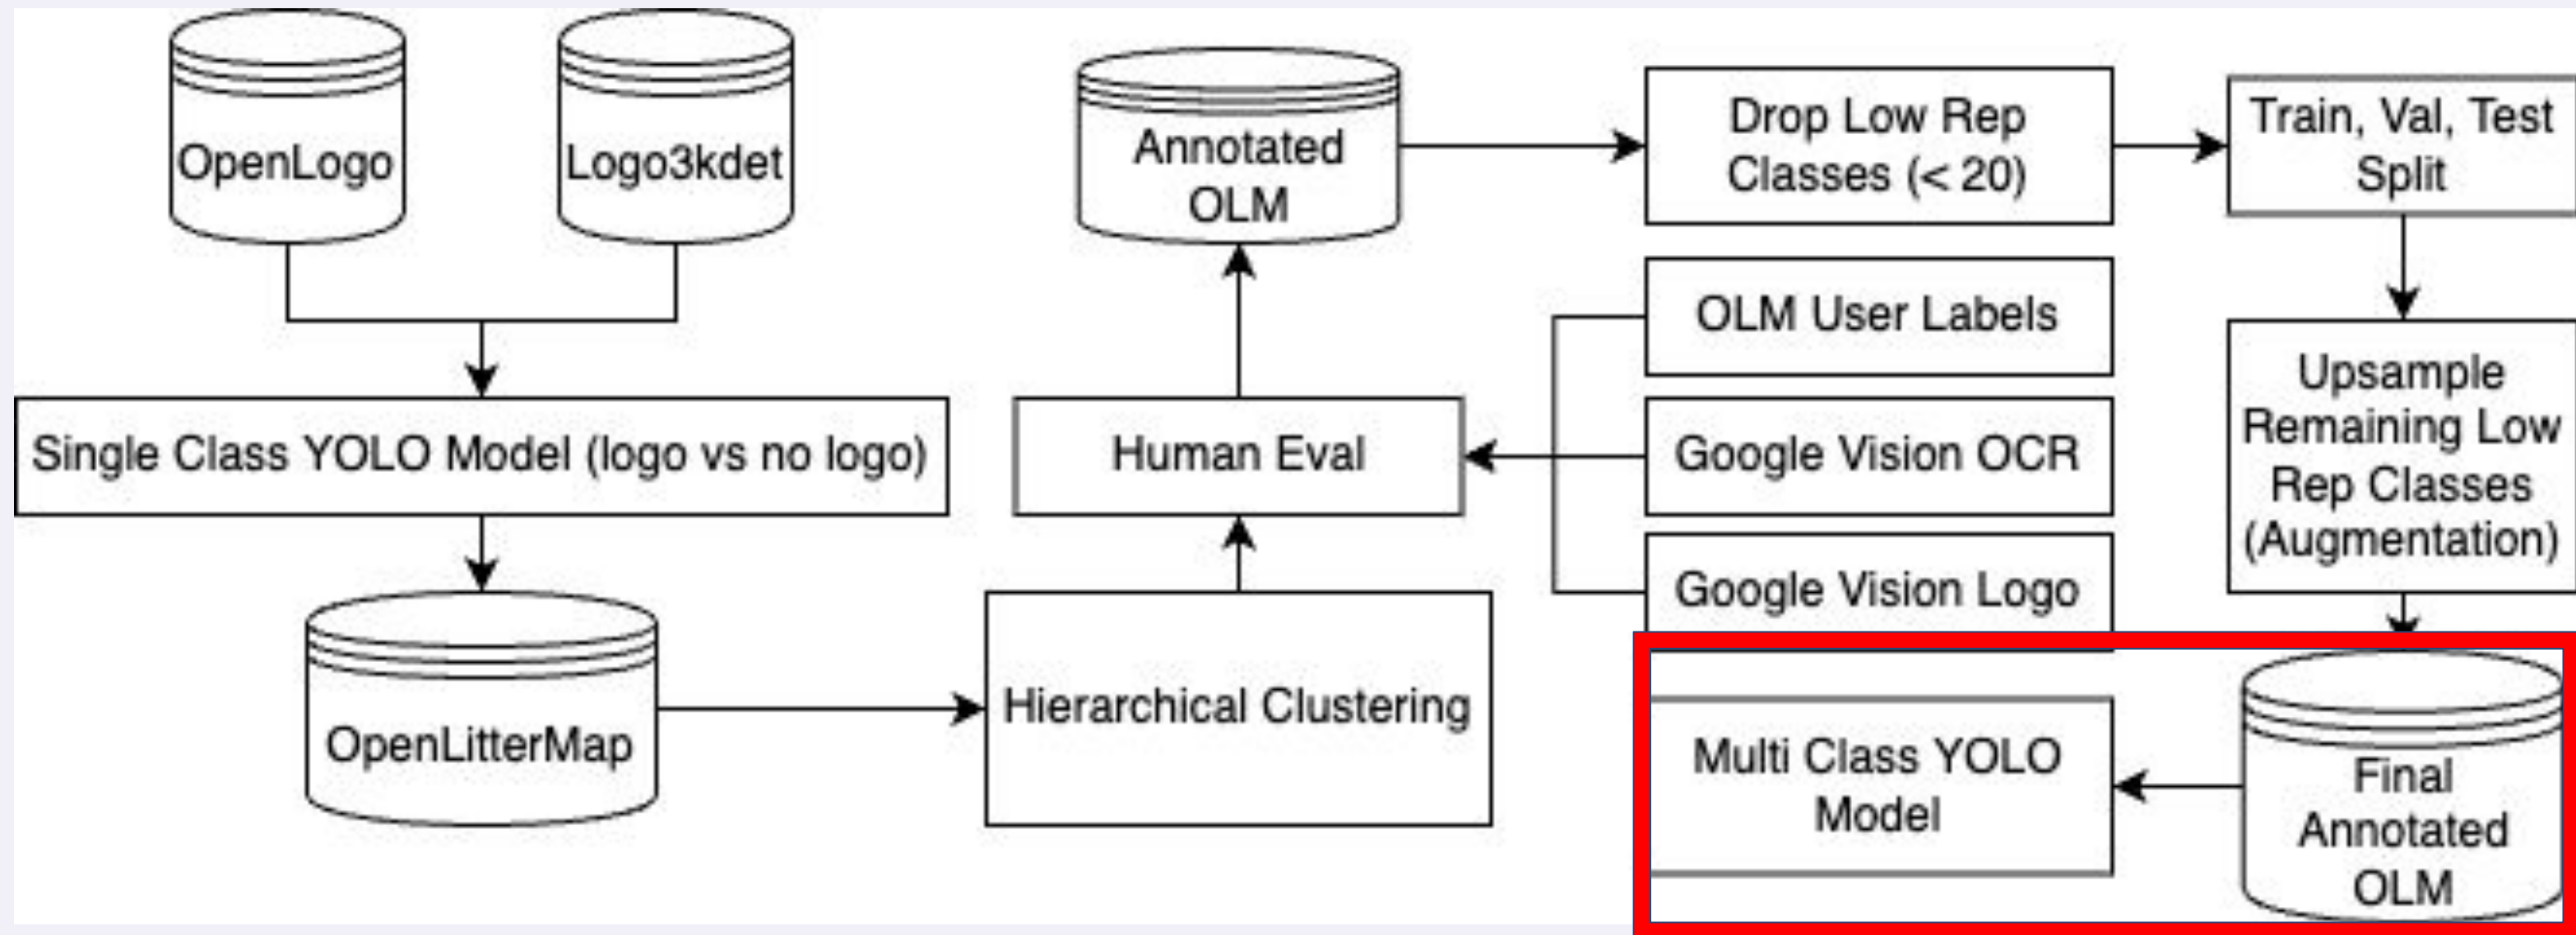 OpenLogo
Logo3kdet
Single Class YOLO Model (logo vs no logo)
OpenLitterMap
Hierarchical Clustering
Human Eval
Annotated
OLM
OLM User Labels
Google Vision OCR
Google Vision Logo
Drop Low Rep
Classes (< 20)
Train, Val, Test
Split
Upsample
Remaining Low
Rep Classes
(Augmentation)
Final
Annotated
OLM
Multi Class YOLO
Model